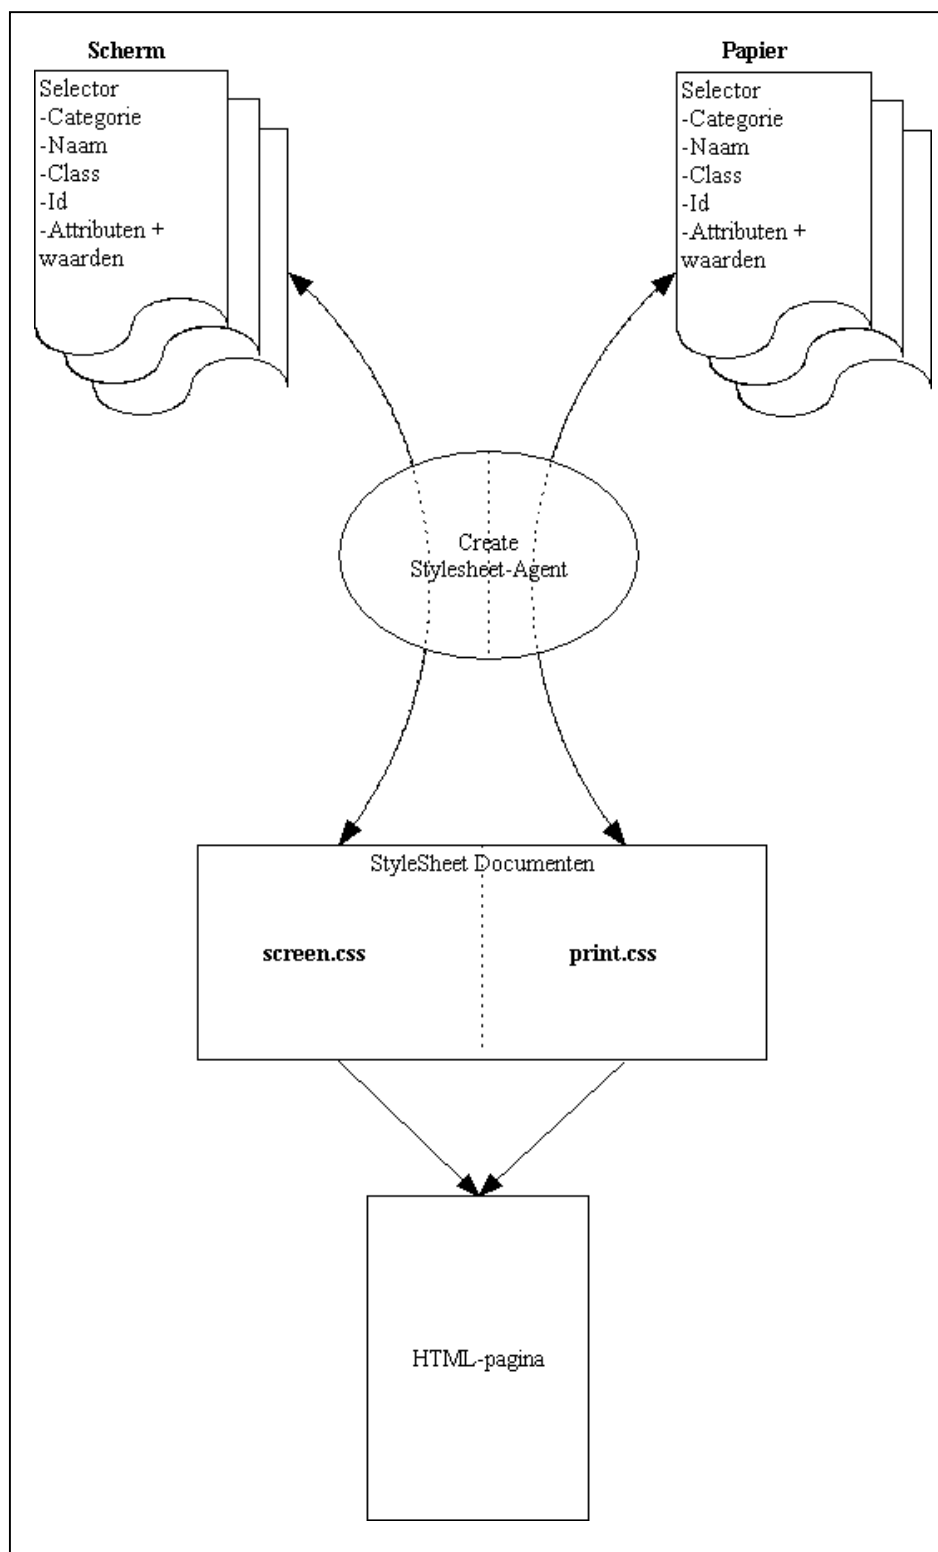 Scherm
Selector
-Categorie
-Naam
-Class
-Id
-Attributen +
waarden
Papier
Selector
-Categorie
-Naam
-Class
-Id
-Attributen +
waarden
Create
Stylesheet-Agent
StyleSheet Documenten
screen.css
print.css
HTML-pagina